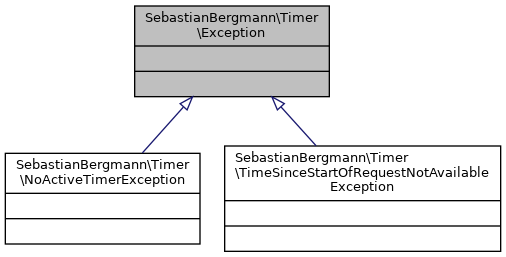 SebastianBergmann\Timer
\Exception
SebastianBergmann\Timer
\NoActiveTimerException
SebastianBergmann\Timer
\TimeSinceStartOfRequestNotAvailable
Exception